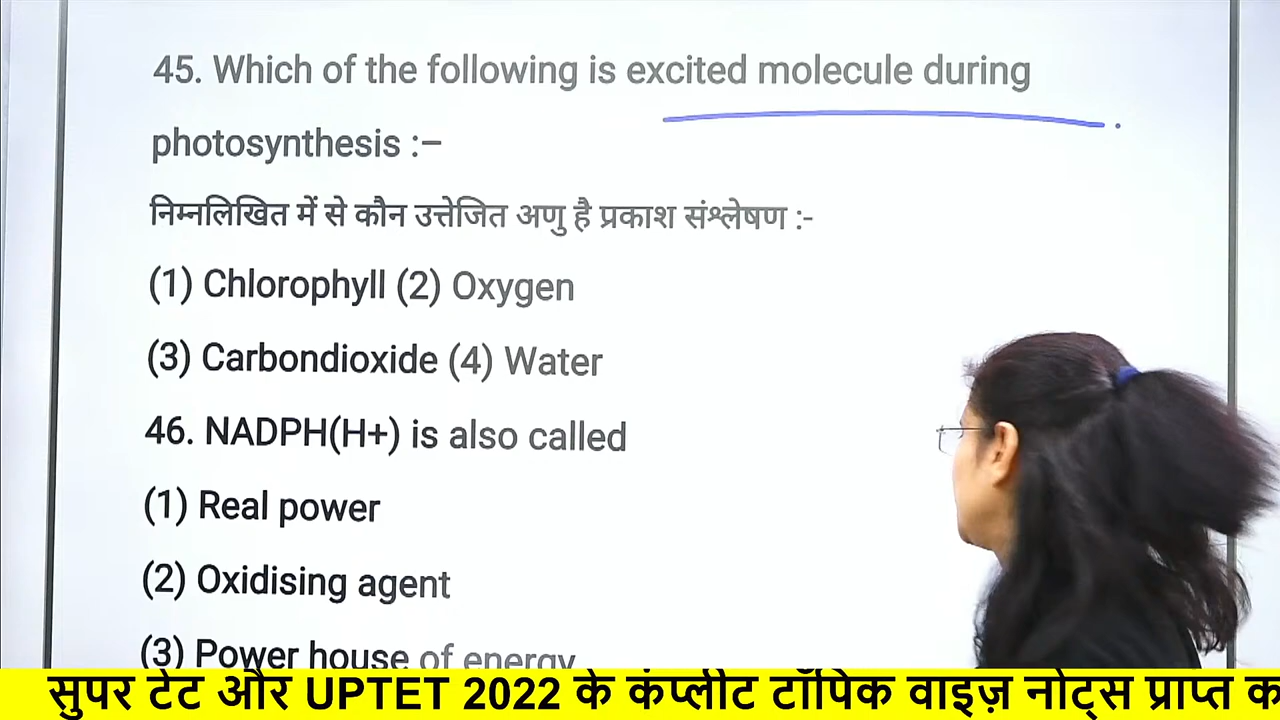 45. Which of the following is excited molecule during
photosynthesis :–
निम्नलिखित में से कौन उत्तेजित अणु है प्रकाश संश्लेषण :-
(1) Chlorophyll (2) Oxygen
(3) Carbondioxide (4) Water
46. NADPH(H+) is also called
(1) Real power
(2) Oxidising agent
(3) Power house of energy
सुपर टेट और UPTET 2022 के कंप्लीट टॉपिक वाइज़ नोट्स प्राप्त क